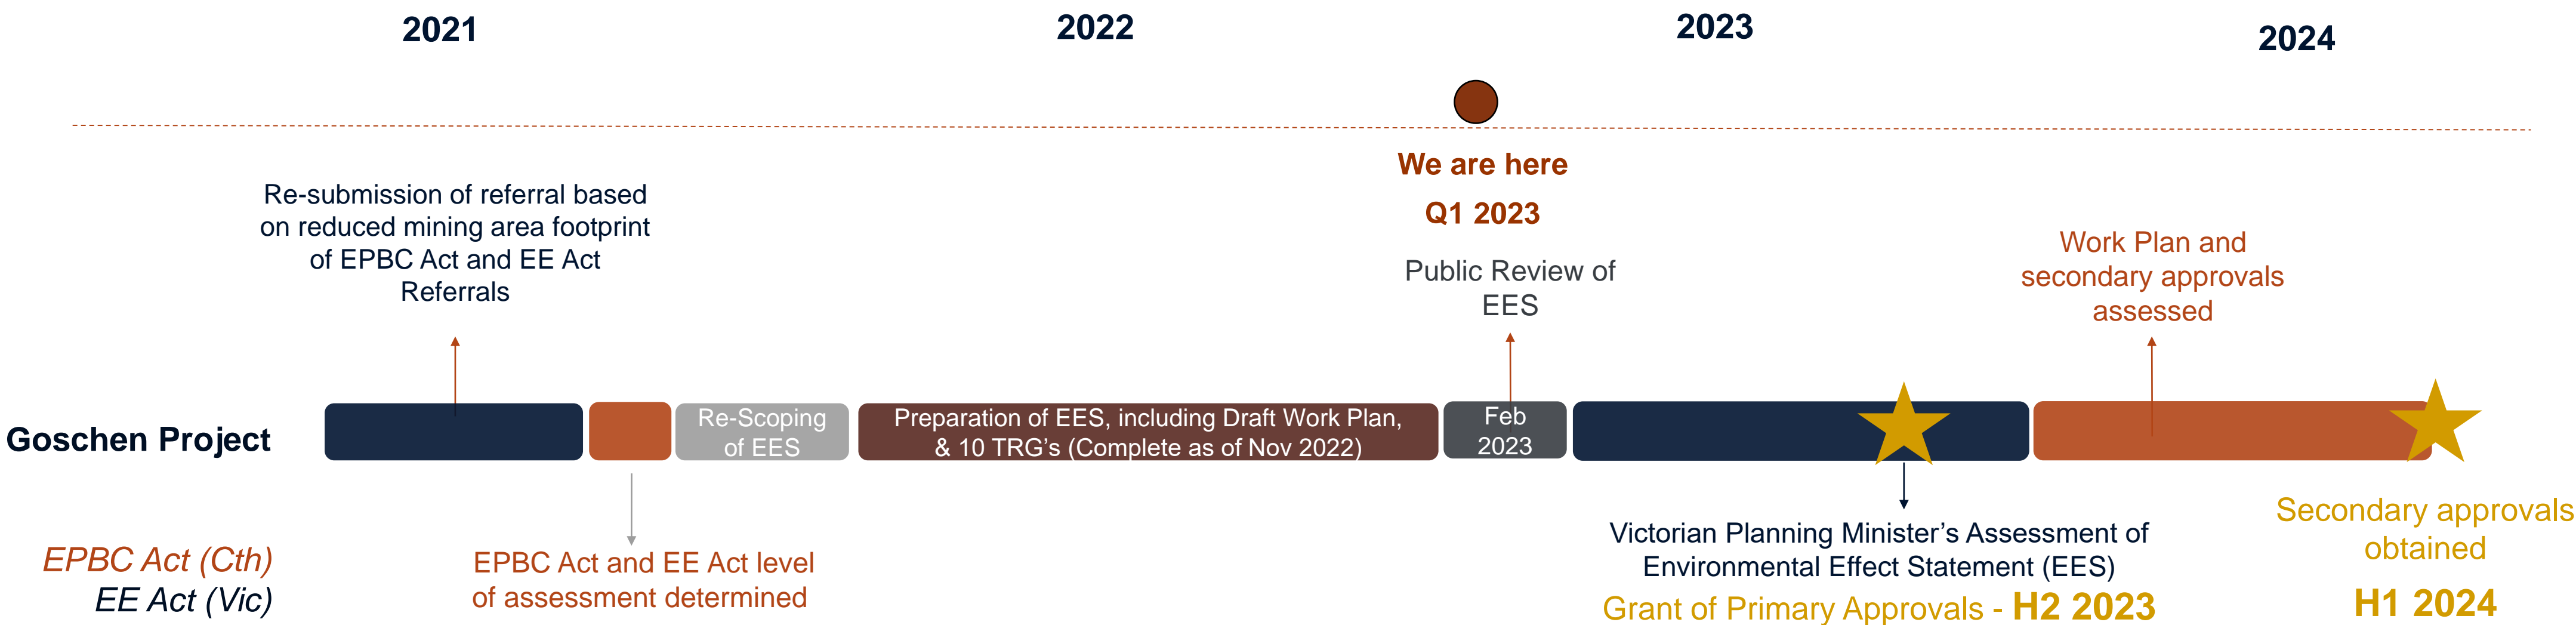 2021
2022
2023
2024
We are here
Q1 2023
Re-submission of referral based
on reduced mining area footprint
of EPBC Act and EE Act
Referrals
Public Review of
EES
Work Plan and
secondary approvals
assessed
Goschen Project
Re-Scoping
of EES
Preparation of EES, including Draft Work Plan,
& 10 TRG's (Complete as of Nov 2022)
Feb
2023
EPBC Act (Cth)
EE Act (Vic)
EPBC Act and EE Act level
of assessment determined
Victorian Planning Minister’s Assessment of
Environmental Effect Statement (EES)
Grant of Primary Approvals - H2 2023
Secondary approvals
obtained
H1 2024